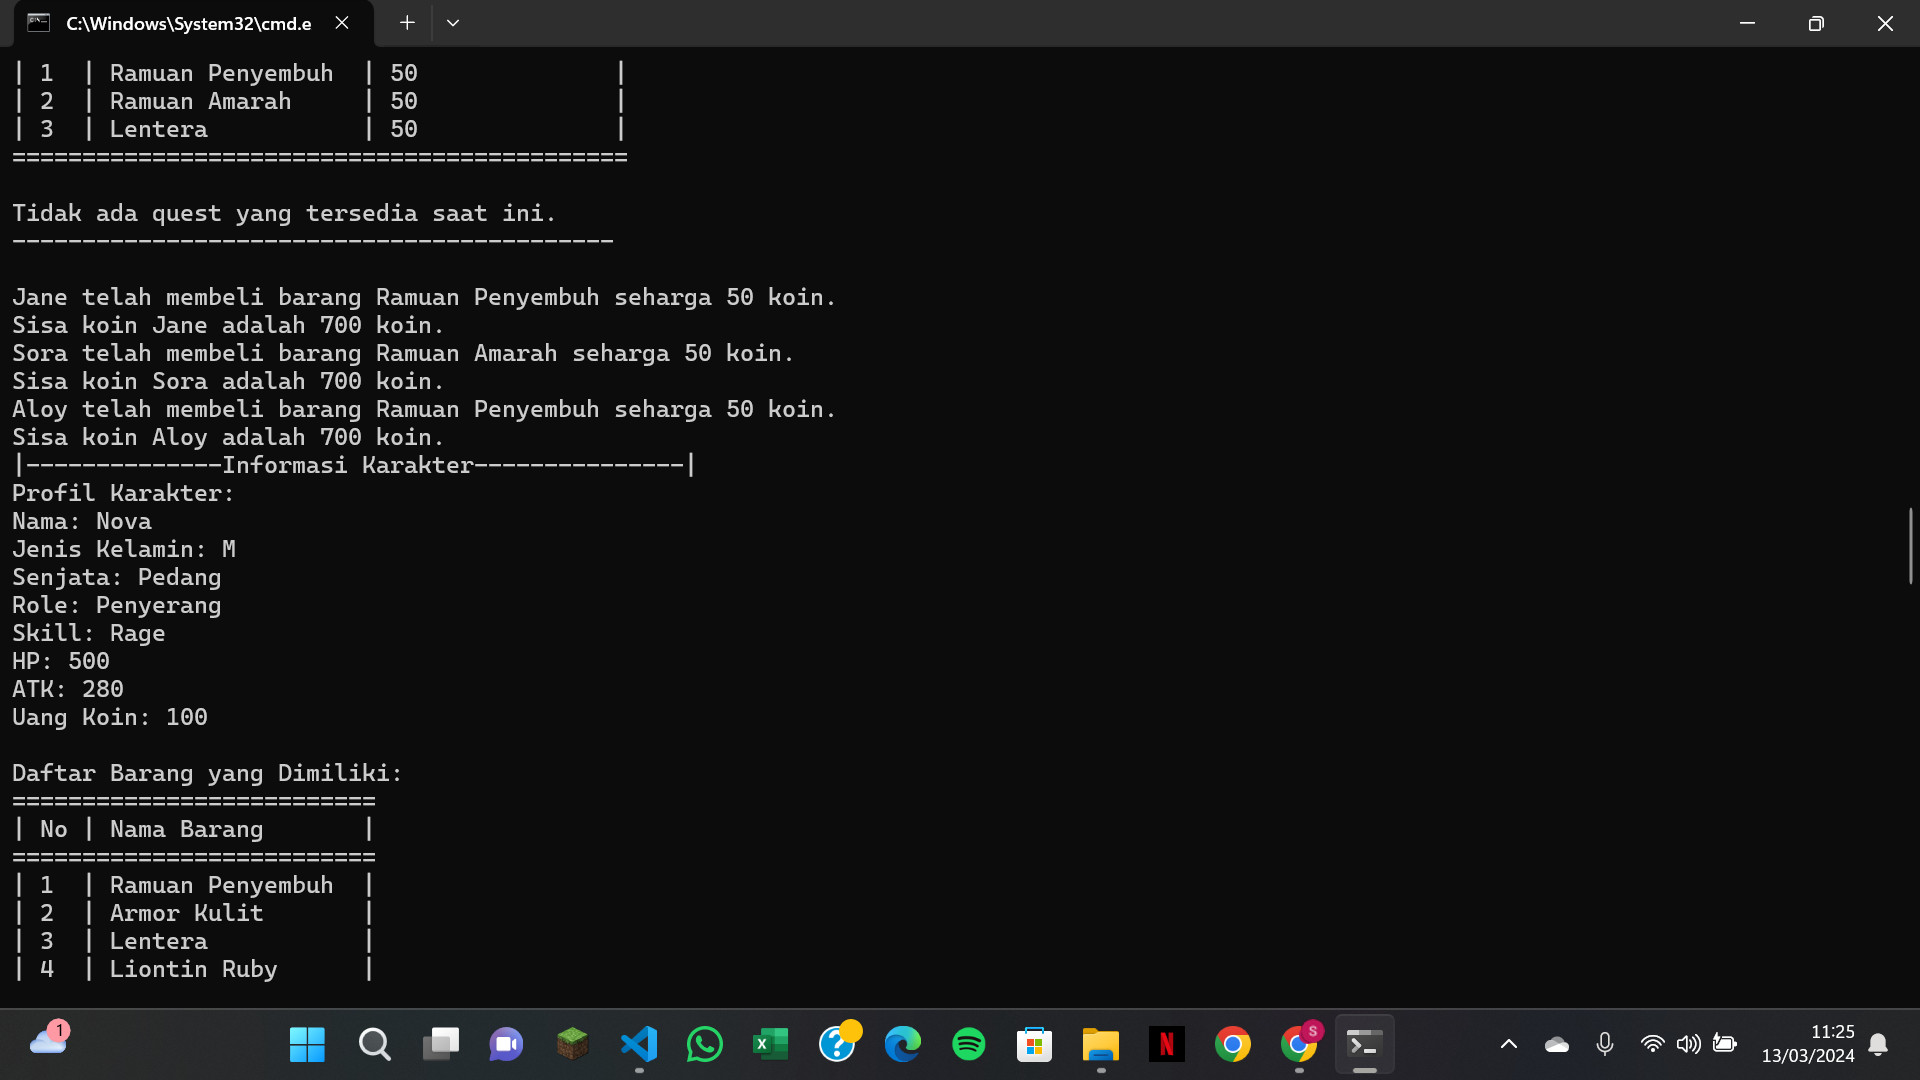 C:\Windows\System32\cmd.e
| 1  | Ramuan Penyembuh  | 50              |
| 2  | Ramuan Amarah     | 50              |
| 3  | Lentera           | 50              |
============================================
Tidak ada quest yang tersedia saat ini.
-------------------------------------------
Jane telah membeli barang Ramuan Penyembuh seharga 50 koin.
Sisa koin Jane adalah 700 koin.
Sora telah membeli barang Ramuan Amarah seharga 50 koin.
Sisa koin Sora adalah 700 koin.
Aloy telah membeli barang Ramuan Penyembuh seharga 50 koin.
Sisa koin Aloy adalah 700 koin.
|--------------Informasi Karakter---------------|
Profil Karakter:
Nama: Nova
Jenis Kelamin: M
Senjata: Pedang
Role: Penyerang
Skill: Rage
HP: 500
ATK: 280
Uang Koin: 100
Daftar Barang yang Dimiliki:
==========================
| No | Nama Barang       |
==========================
| 1  | Ramuan Penyembuh  |
| 2  | Armor Kulit       |
| 3  | Lentera           |
| 4  | Liontin Ruby      |
1
S
11:25
13/03/2024